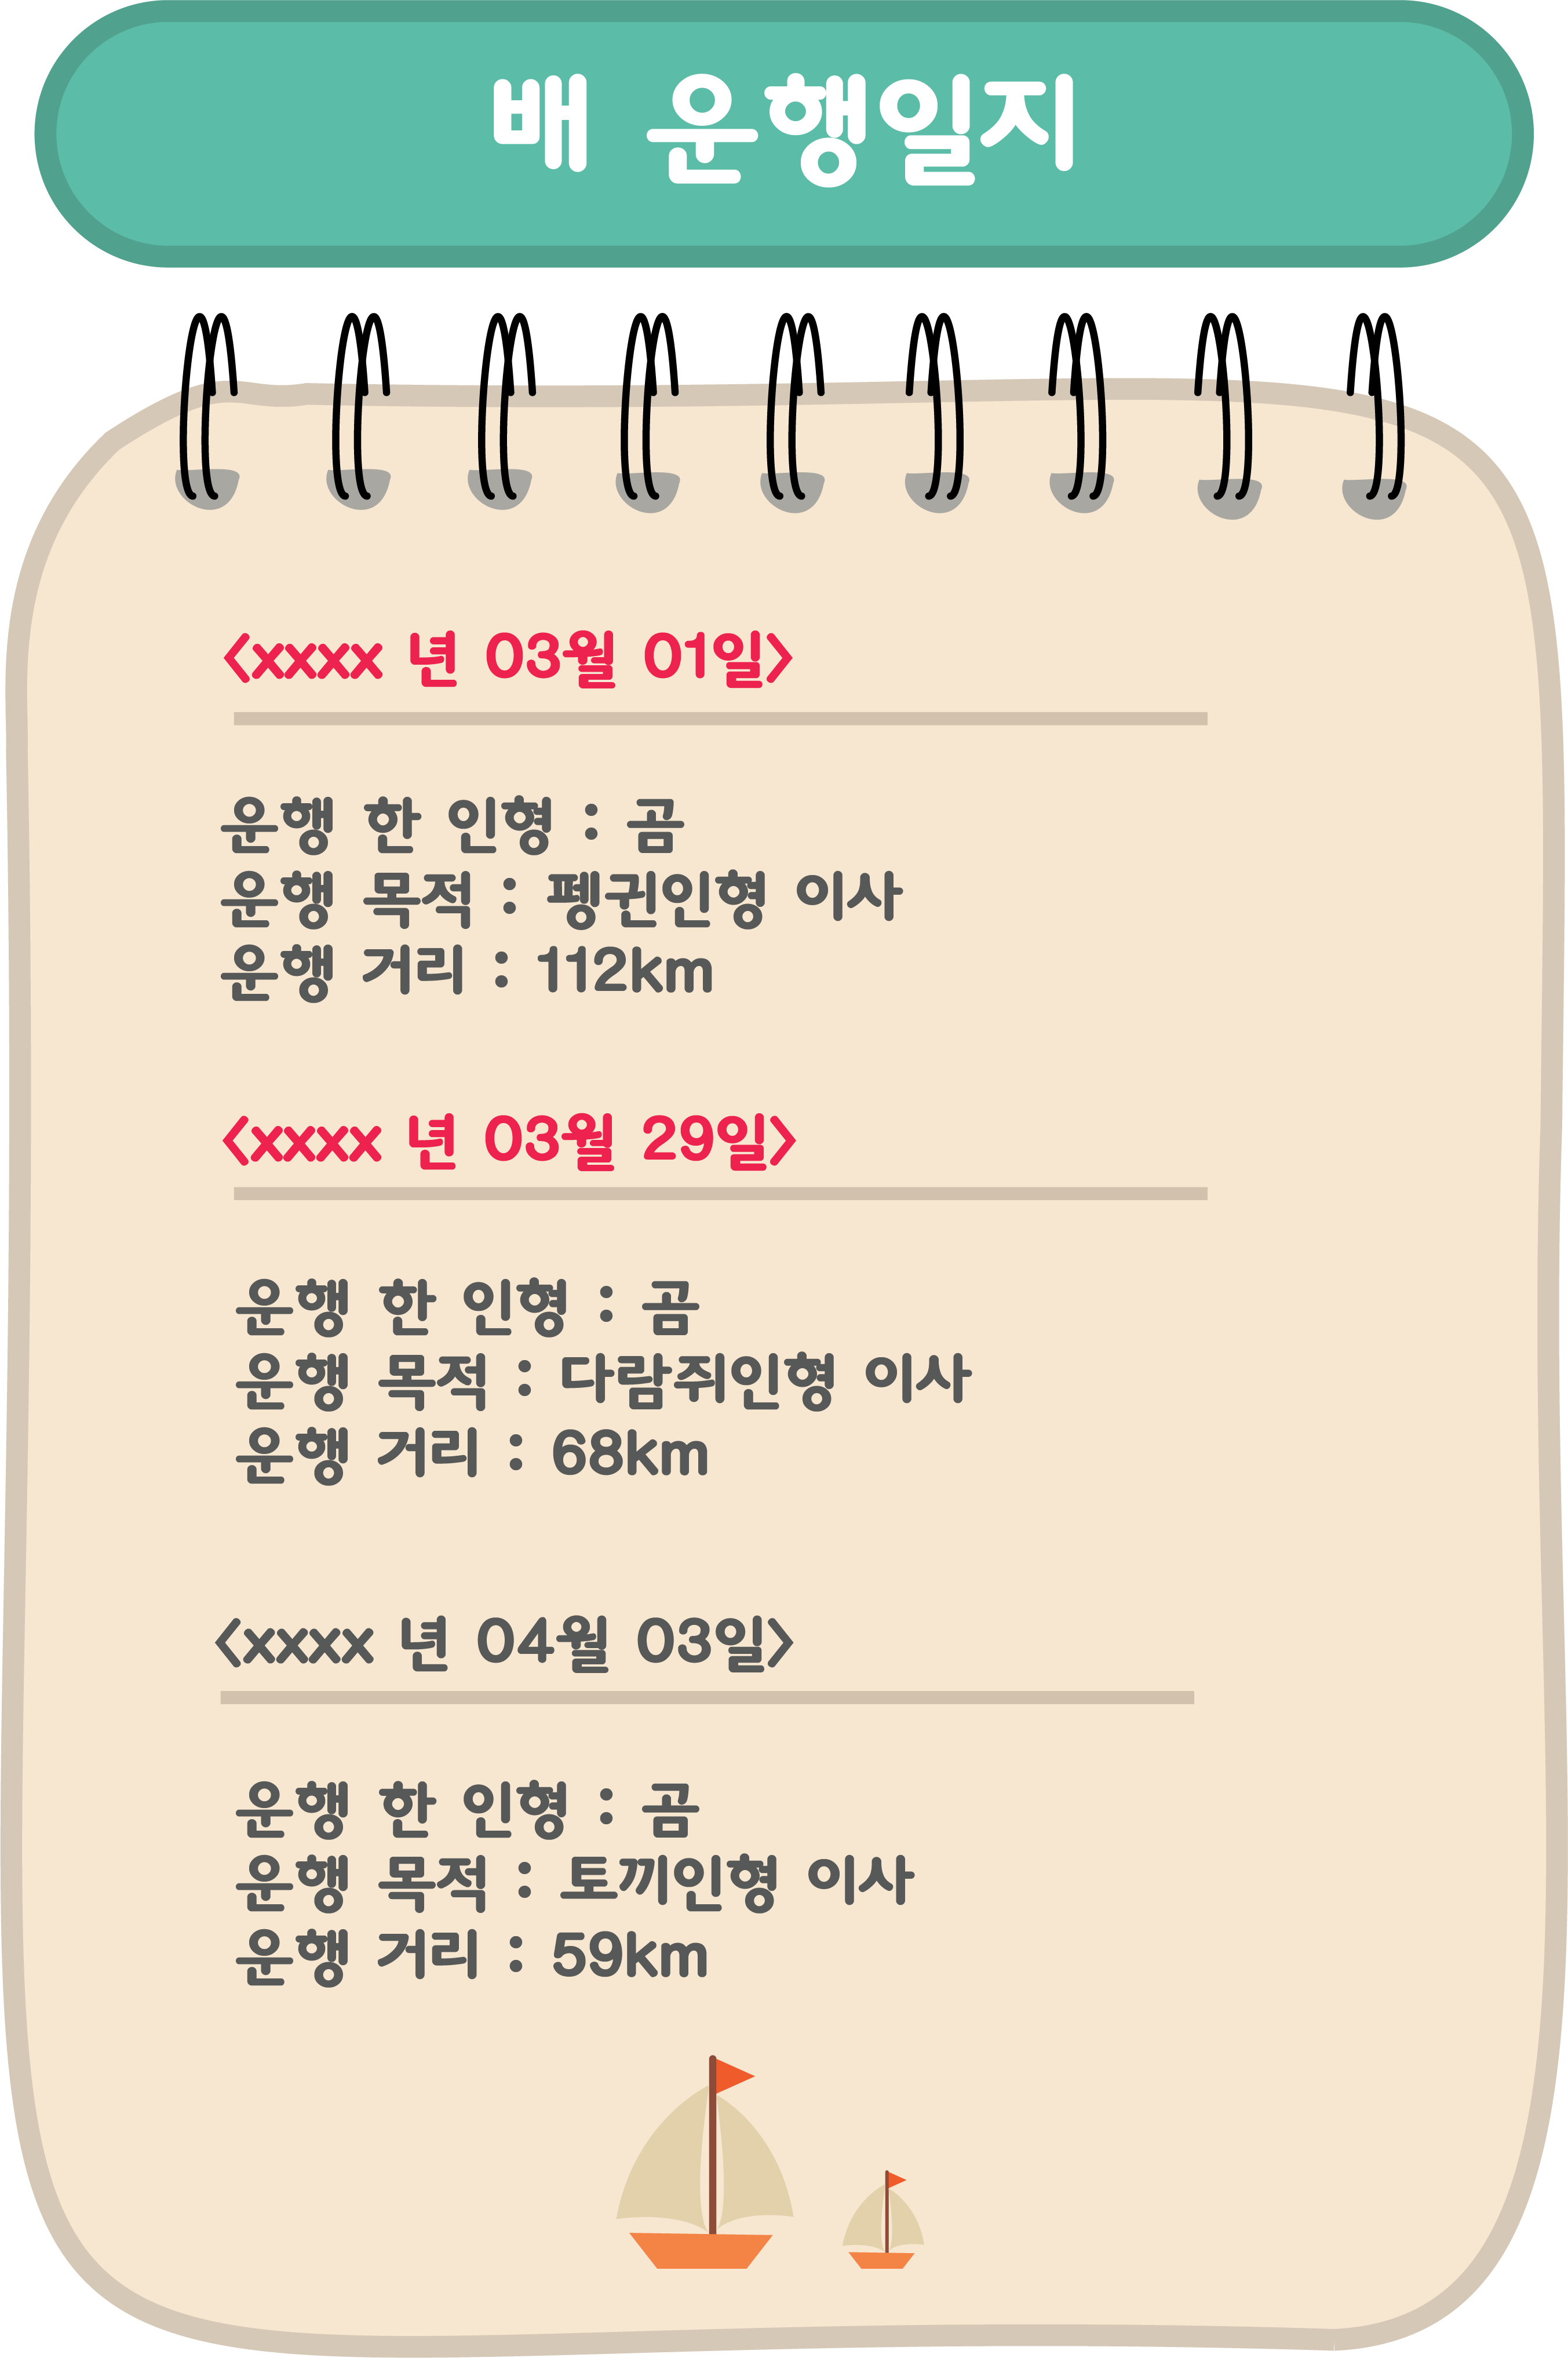 배 운행일지
<xxxx 년 03월 01일>
운행 한 인형 : 곰
운행 목적 : 팽귄인형 이사
운행 거리 : 112km
<xxxx 년 03월 29일>
운행 한 인형 : 곰
운행 목적 : 다람쥐인형 이사
운행 거리 : 68km
<xxxx 년 04월 03일>
운행 한 인형 : 곰
운행 목적 : 토끼인형 이사
운행 거리 : 59km